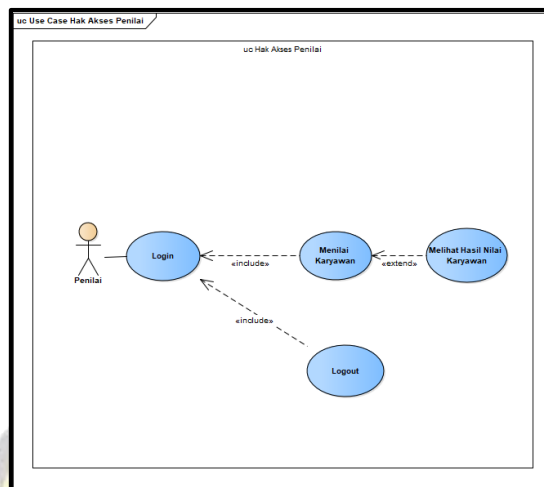 uc Use Case Hak Akses Penilai
uc Hak Akses Penilai
Penilai
Login
«include»
Menilai
Karyawan
«extend»
Melihat Hasil Nilai
Karyawan
«include»
Logout